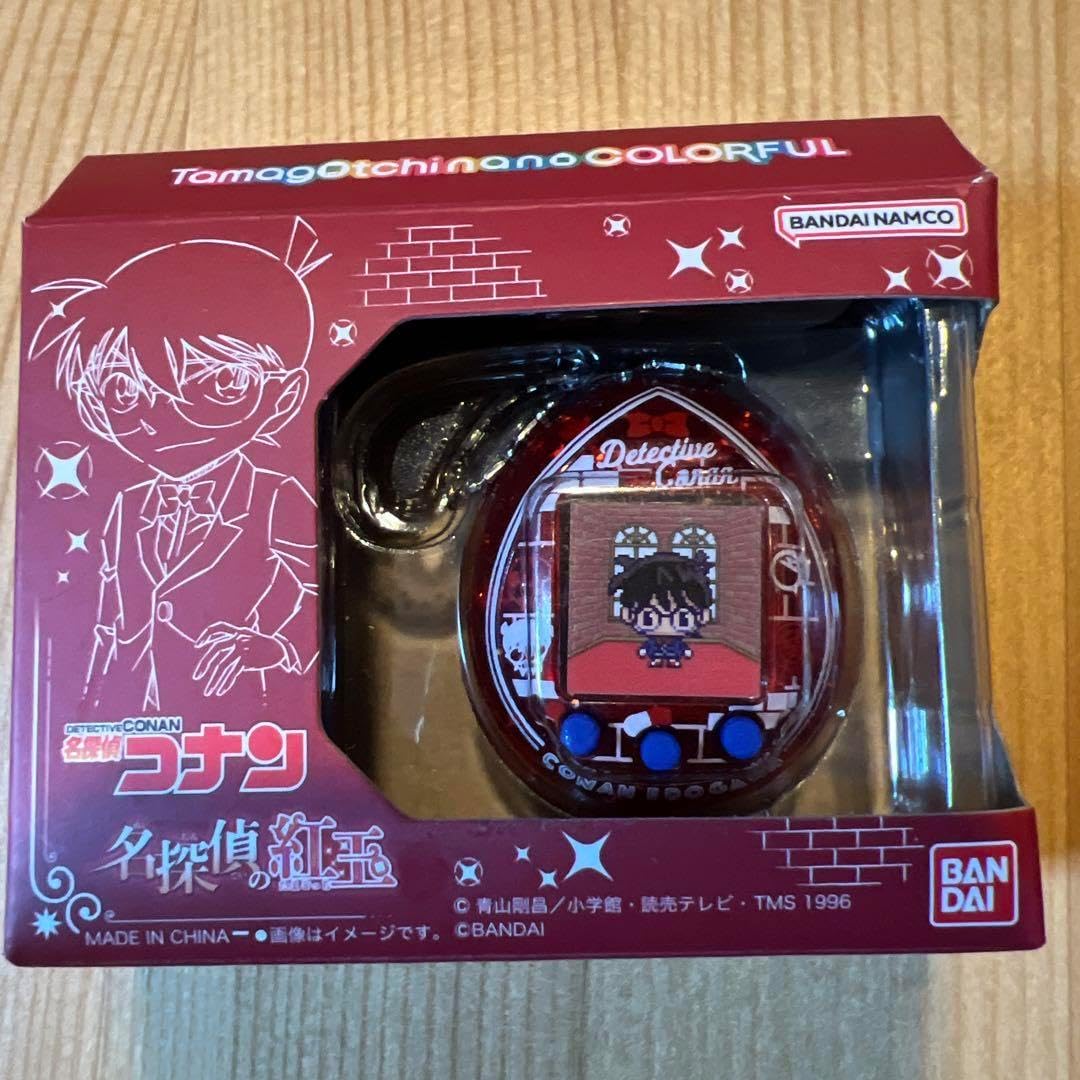 Tamagotchi nano COLORFUL
BANDAI NAMCO
Detective
Conan
CONAN EDOGA
DETECTIVE CONAN
名探偵
コナン
名探偵の紅玉
© 青山剛昌／小学館・読売テレビ・TMS 1996
MADE IN CHINA ●画像はイメージです。 ©BANDAI
BAN
DAI